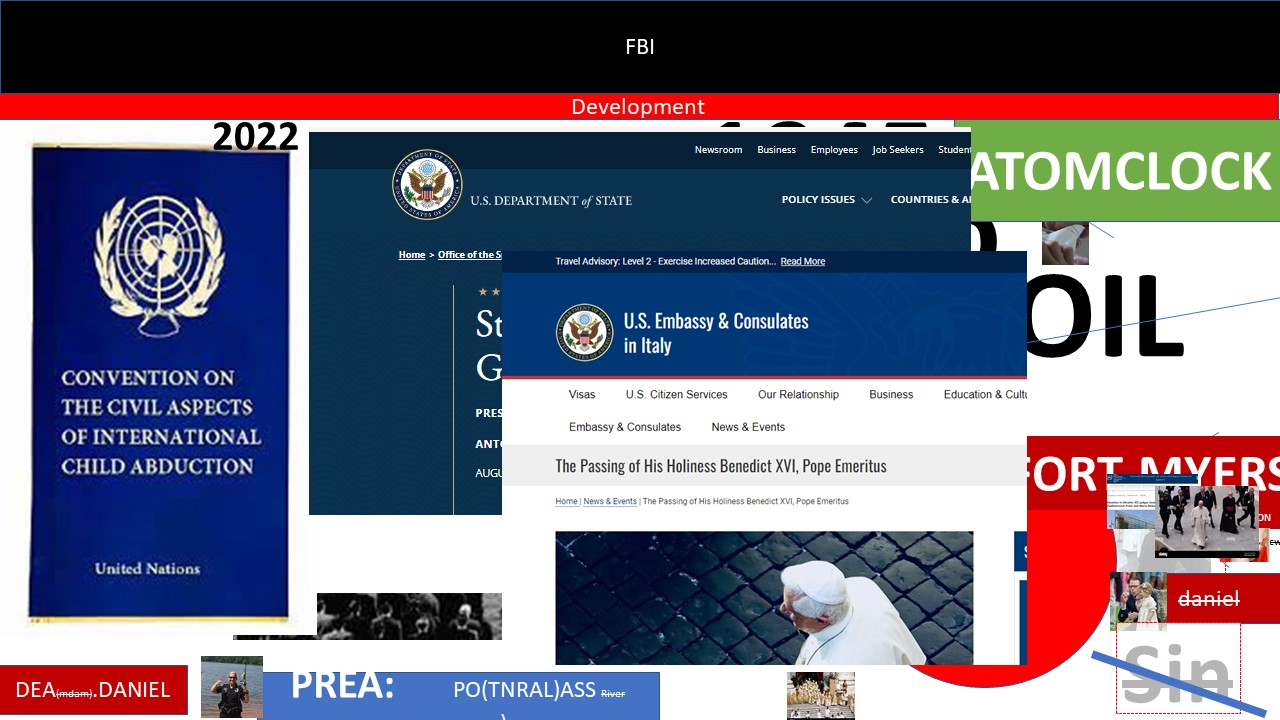 FBI
Development
2022
ATOMCLOCK
CONVENTION ON
THE CIVIL ASPECTS
OF INTERNATIONAL
CHILD ABDUCTION
United Nations
Newsroom Business Employees Job Seekers Student
U.S. DEPARTMENT of STATE
POLICY ISSUES COUNTRIES & A
Home > Office of the S
St
G
PRES
ANTO
AUGU
Travel Advisory: Level 2 - Exercise Increased Caution... Read More
U.S. Embassy & Consulates
in Italy
Visas U.S. Citizen Services Our Relationship Business Education & Cultu
Embassy & Consulates News & Events
The Passing of His Holiness Benedict XVI, Pope Emeritus
Home | News & Events | The Passing of His Holiness Benedict XVI, Pope Emeritus
OIL
FORT MYERS
ON
daniel
Sin
DEA(mdam).DANIEL
PREA:
PO(TNRAL)ASS River
)